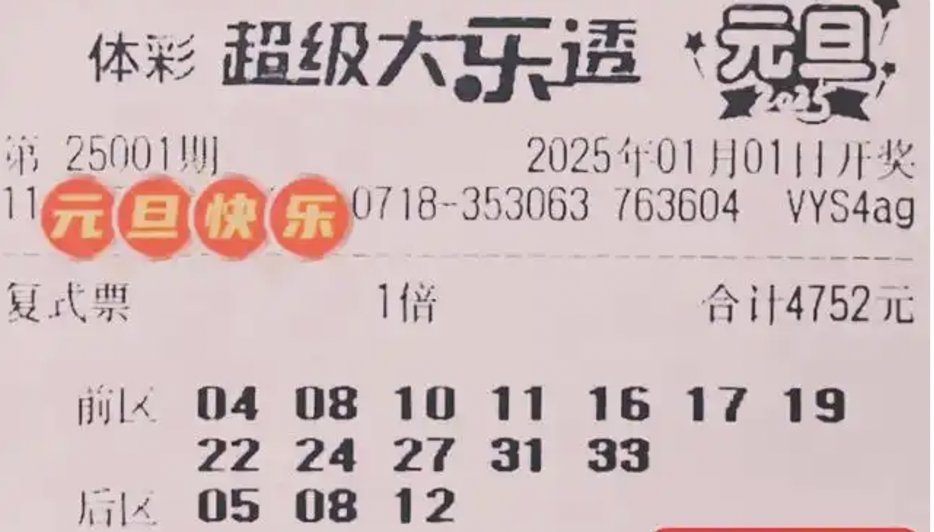 体彩 超级大乐透 元旦
2025
第 25001期 2025年01月01日开奖
11 元旦快乐 0718-353063 763604 VYS4ag
复式票 1倍 合计4752元
前区 04 08 10 11 16 17 19
22 24 27 31 33
后区 05 08 12